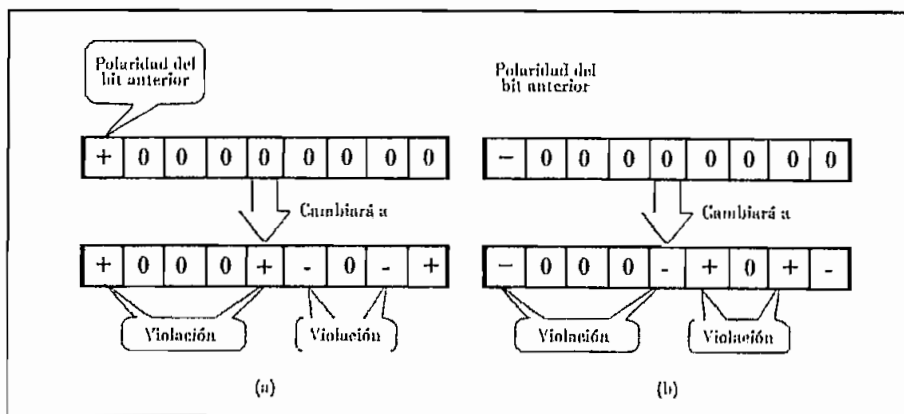 Polaridad del
bit anterior
+ 0 0 0 0 0 0 0 0
Cambiará a
+ 0 0 0 + - 0 - +
Violación
Violación
(a)
Polaridad del
bit anterior
− 0 0 0 0 0 0 0 0
Cambiará a
− 0 0 0 - + 0 + -
Violación
Violación
(b)